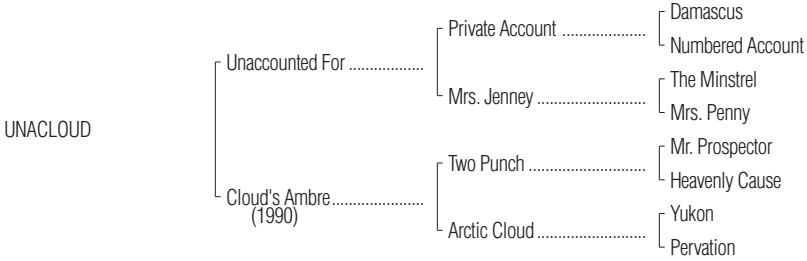 Damascus
Private Account ....................
Numbered Account
Unaccounted For ..................
The Minstrel
Mrs. Jenney ..........................
Mrs. Penny
UNACLOUD
Mr. Prospector
Two Punch ............................
Heavenly Cause
Cloud's Ambre......................
(1990)
Yukon
Arctic Cloud ..........................
Pervation